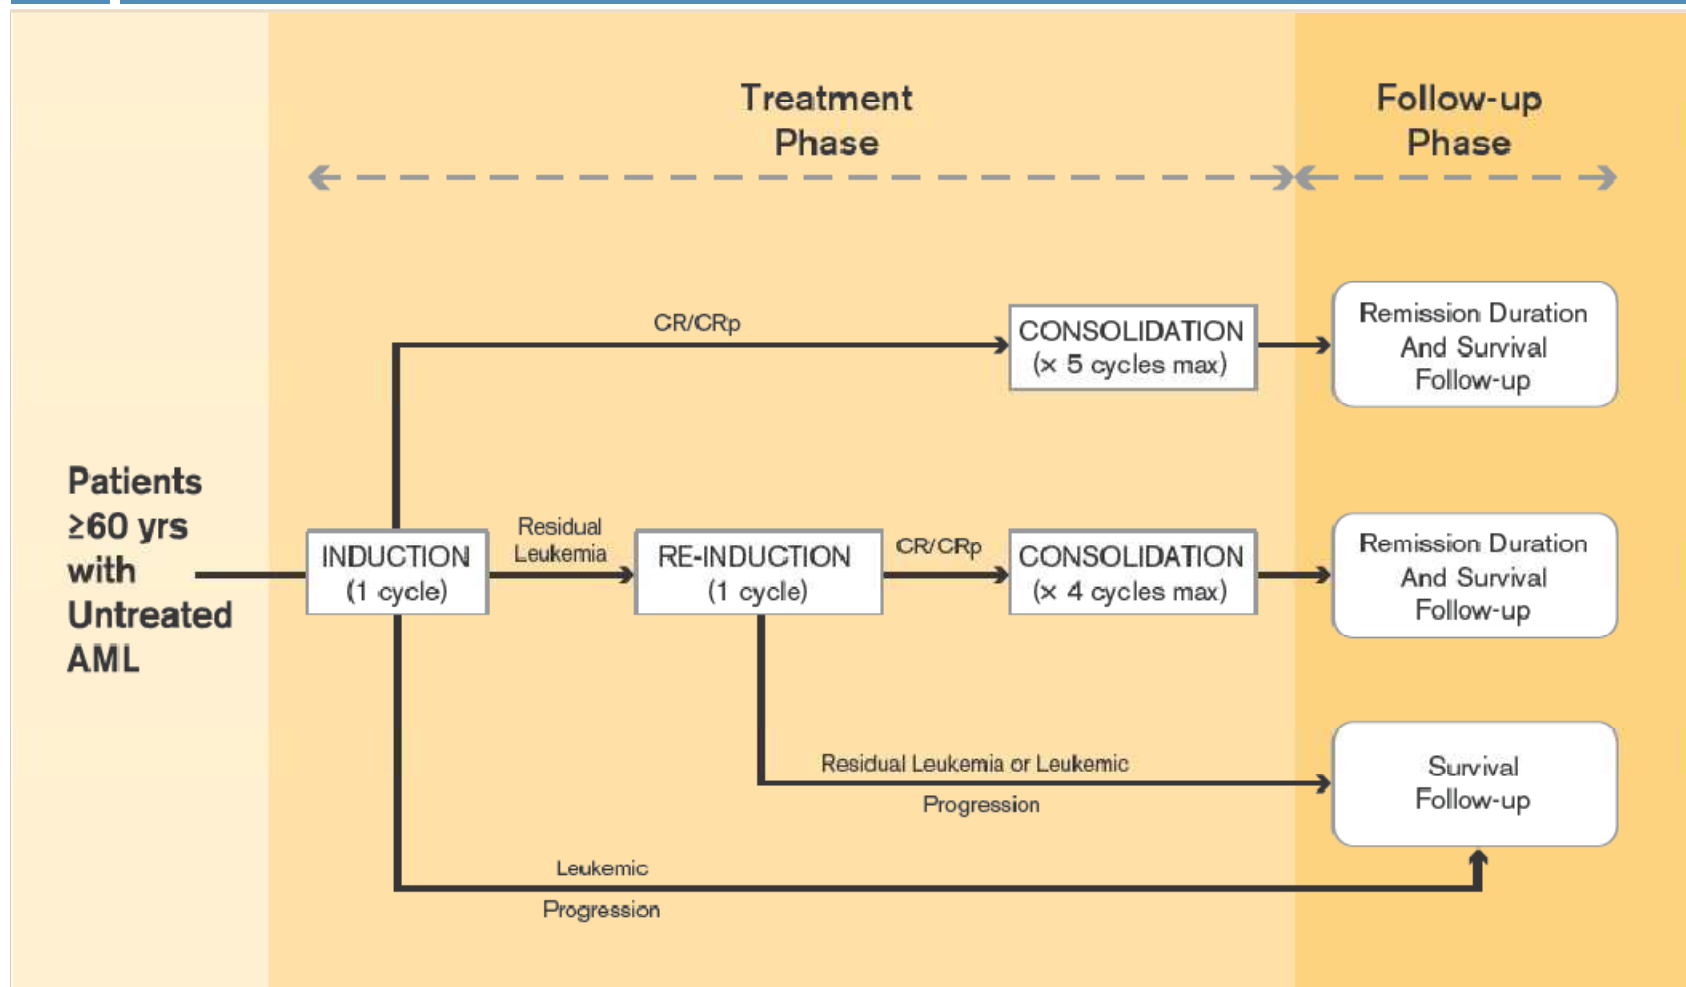 Treatment
Phase
Follow-up
Phase
CR/CRp
CONSOLIDATION
(× 5 cycles max)
Remission Duration
And Survival
Follow-up
Patients
≥60 yrs
with
Untreated
AML
INDUCTION
(1 cycle)
Residual
Leukemia
RE-INDUCTION
(1 cycle)
CR/CRp
CONSOLIDATION
(× 4 cycles max)
Remission Duration
And Survival
Follow-up
Residual Leukemia or Leukemic
Progression
Survival
Follow-up
Leukemic
Progression